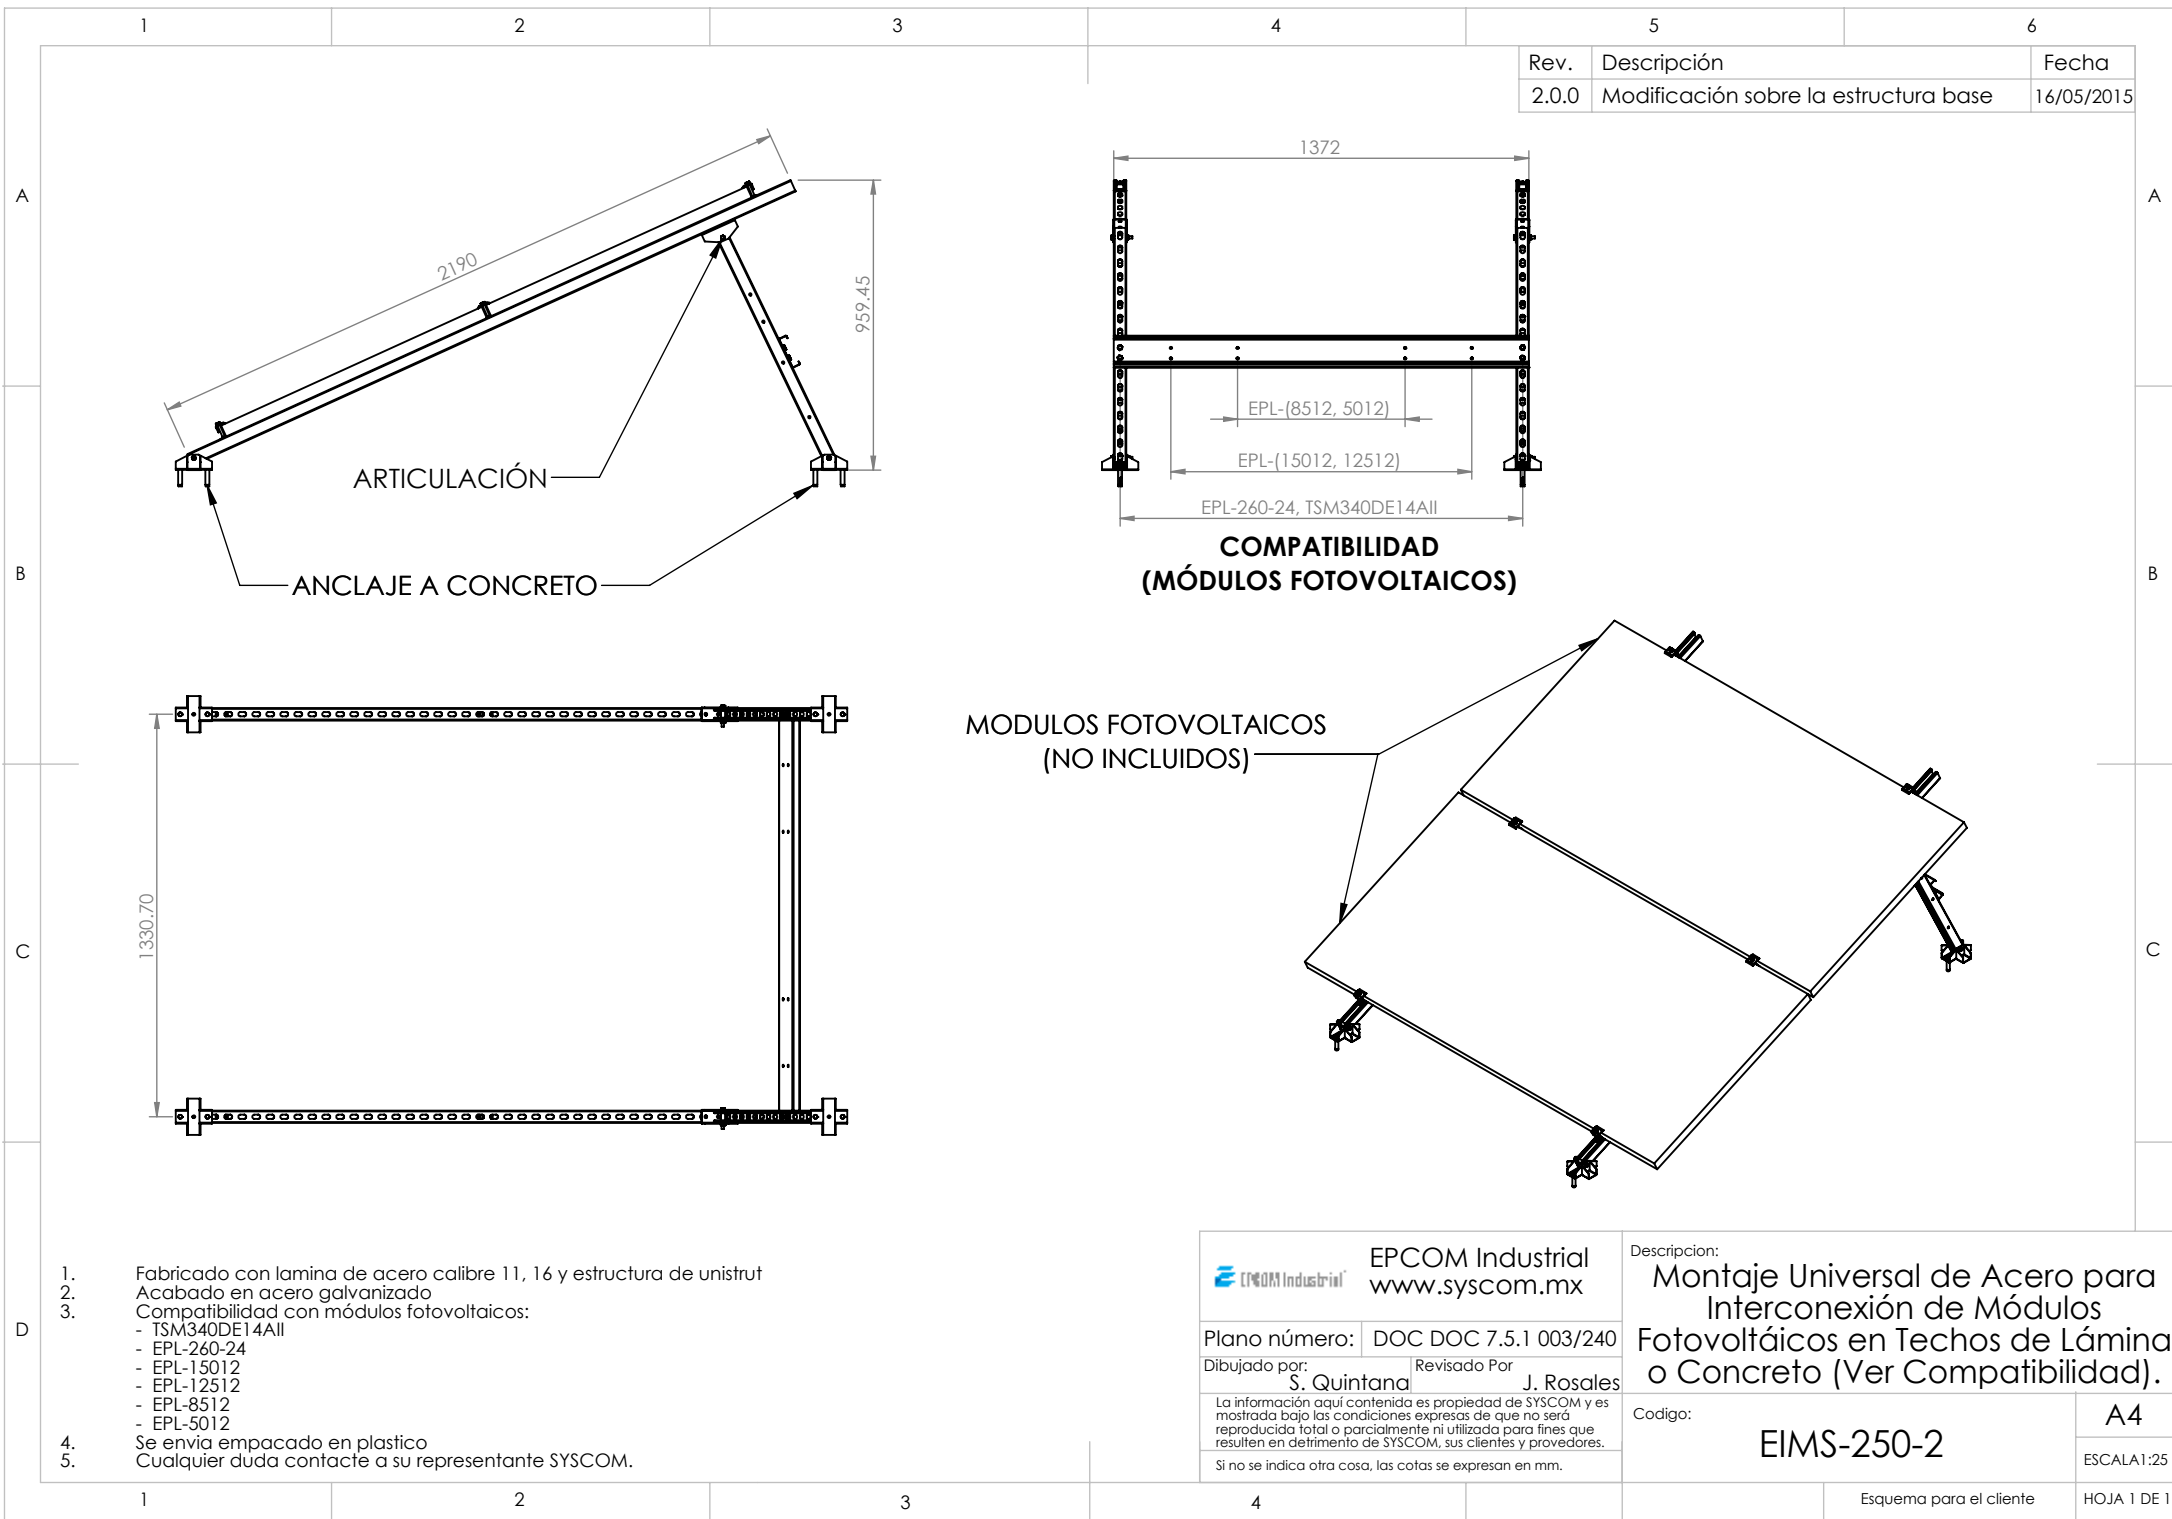 1 2 3 4 5 6
Rev. Descripción Fecha
2.0.0 Modificación sobre la estructura base 16/05/2015
A
A
B
B
C
C
D
2190
959.45
ARTICULACIÓN
ANCLAJE A CONCRETO
1372
EPL-(8512, 5012)
EPL-(15012, 12512)
EPL-260-24, TSM340DE14AII
COMPATIBILIDAD
(MÓDULOS FOTOVOLTAICOS)
1330.70
MODULOS FOTOVOLTAICOS
(NO INCLUIDOS)
1. Fabricado con lamina de acero calibre 11, 16 y estructura de unistrut
2. Acabado en acero galvanizado
3. Compatibilidad con módulos fotovoltaicos:
- TSM340DE14AII
- EPL-260-24
- EPL-15012
- EPL-12512
- EPL-8512
- EPL-5012
4. Se envia empacado en plastico
5. Cualquier duda contacte a su representante SYSCOM.
EPCOM Industrial
EPCOM Industrial
www.syscom.mx
Plano número: DOC DOC 7.5.1 003/240
Dibujado por:
S. Quintana
Revisado Por
J. Rosales
La información aquí contenida es propiedad de SYSCOM y es
mostrada bajo las condiciones expresas de que no será
reproducida total o parcialmente ni utilizada para fines que
resulten en detrimento de SYSCOM, sus clientes y provedores.
Si no se indica otra cosa, las cotas se expresan en mm.
Descripcion:
Montaje Universal de Acero para
Interconexión de Módulos
Fotovoltáicos en Techos de Lámina
o Concreto (Ver Compatibilidad).
Codigo:
EIMS-250-2
A4
ESCALA1:25
Esquema para el cliente
HOJA 1 DE 1
1 2 3 4